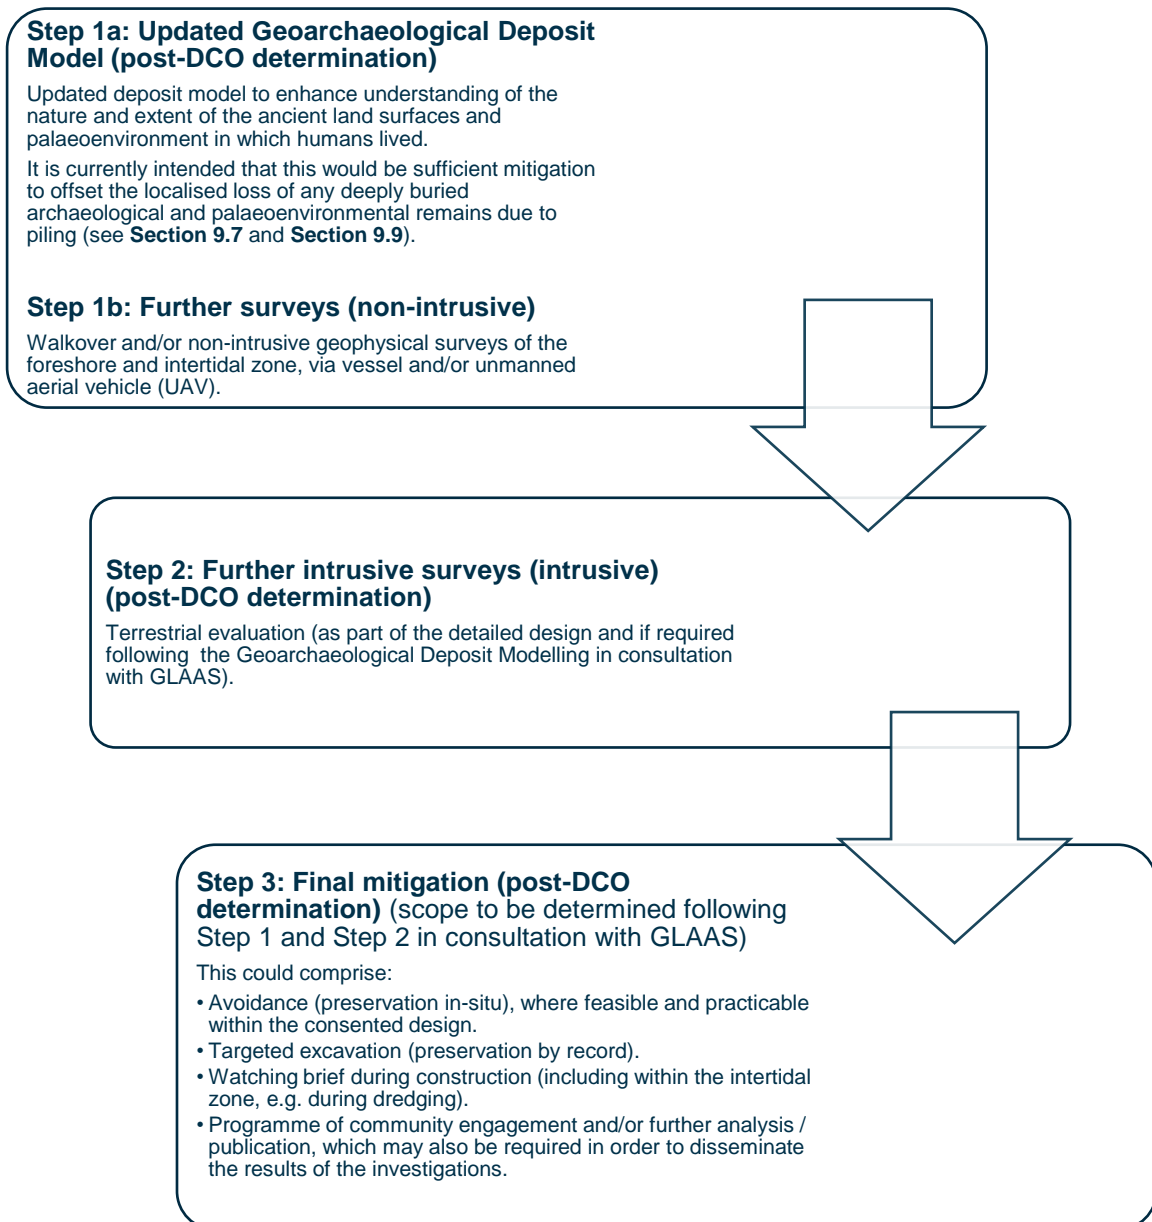 Step 1a: Updated Geoarchaeological Deposit
Model (post-DCO determination)
Updated deposit model to enhance understanding of the
nature and extent of the ancient land surfaces and
palaeoenvironment in which humans lived.
It is currently intended that this would be sufficient mitigation
to offset the localised loss of any deeply buried
archaeological and palaeoenvironmental remains due to
piling (see Section 9.7 and Section 9.9).
Step 1b: Further surveys (non-intrusive)
Walkover and/or non-intrusive geophysical surveys of the
foreshore and intertidal zone, via vessel and/or unmanned
aerial vehicle (UAV).
Step 2: Further intrusive surveys (intrusive)
(post-DCO determination)
Terrestrial evaluation (as part of the detailed design and if required
following the Geoarchaeological Deposit Modelling in consultation
with GLAAS).
Step 3: Final mitigation (post-DCO
determination) (scope to be determined following
Step 1 and Step 2 in consultation with GLAAS)
This could comprise:
• Avoidance (preservation in-situ), where feasible and practicable
within the consented design.
• Targeted excavation (preservation by record).
• Watching brief during construction (including within the intertidal
zone, e.g. during dredging).
• Programme of community engagement and/or further analysis /
publication, which may also be required in order to disseminate
the results of the investigations.